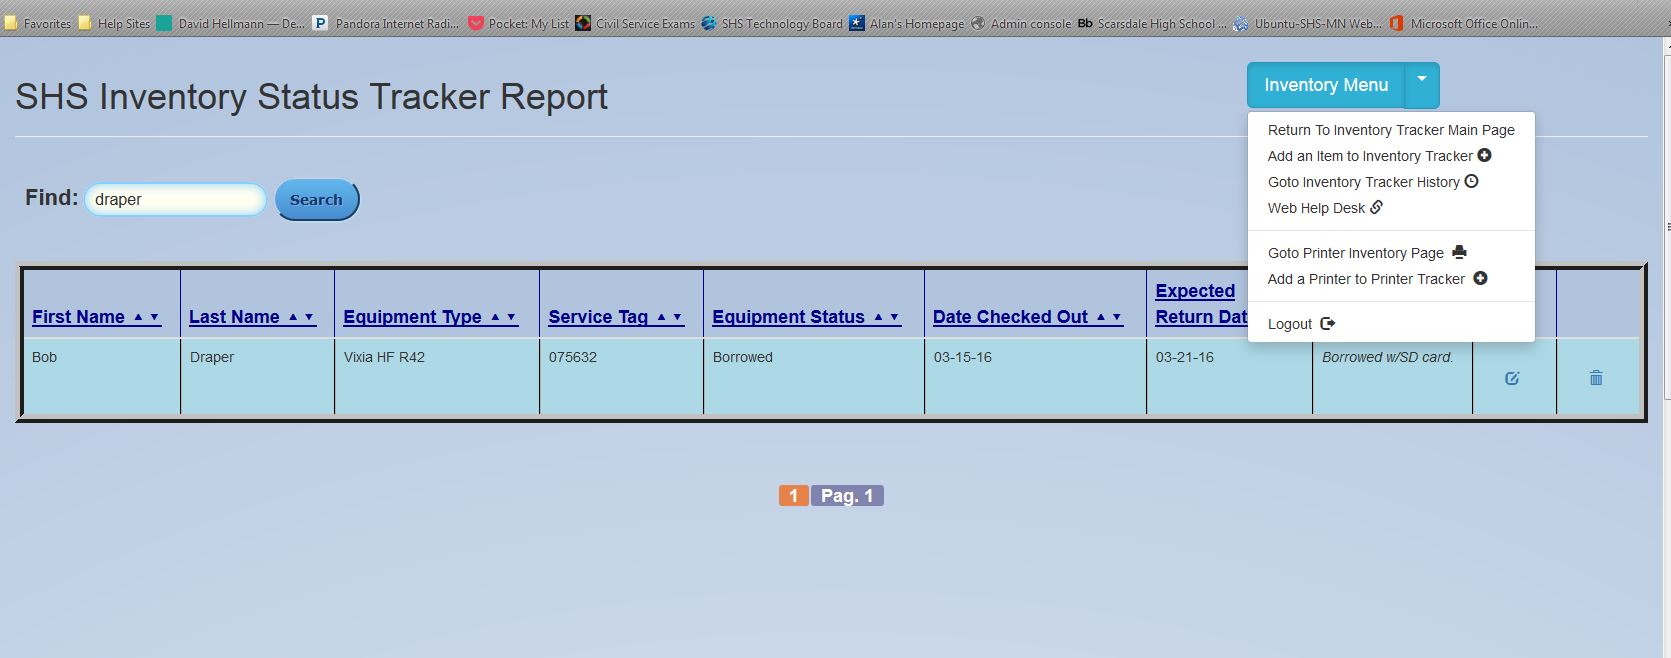 Favorites Help Sites David Hellmann — De... Pandora Internet Radi... Pocket: My List Civil Service Exams SHS Technology Board Alan's Homepage Admin console Bb Scarsdale High School ... Ubuntu-SHS-MN Web... Microsoft Office Onlin...
SHS Inventory Status Tracker Report
Inventory Menu
Return To Inventory Tracker Main Page
Add an Item to Inventory Tracker
Goto Inventory Tracker History
Web Help Desk
Goto Printer Inventory Page
Add a Printer to Printer Tracker
Logout
Find: draper Search
First Name ▲ ▼ Last Name ▲ ▼ Equipment Type ▲ ▼ Service Tag ▲ ▼ Equipment Status ▲ ▼ Date Checked Out ▲ ▼ Expected
Return Dat
Bob Draper Vixia HF R42 075632 Borrowed 03-15-16 03-21-16 Borrowed w/SD card.
1 Pag. 1